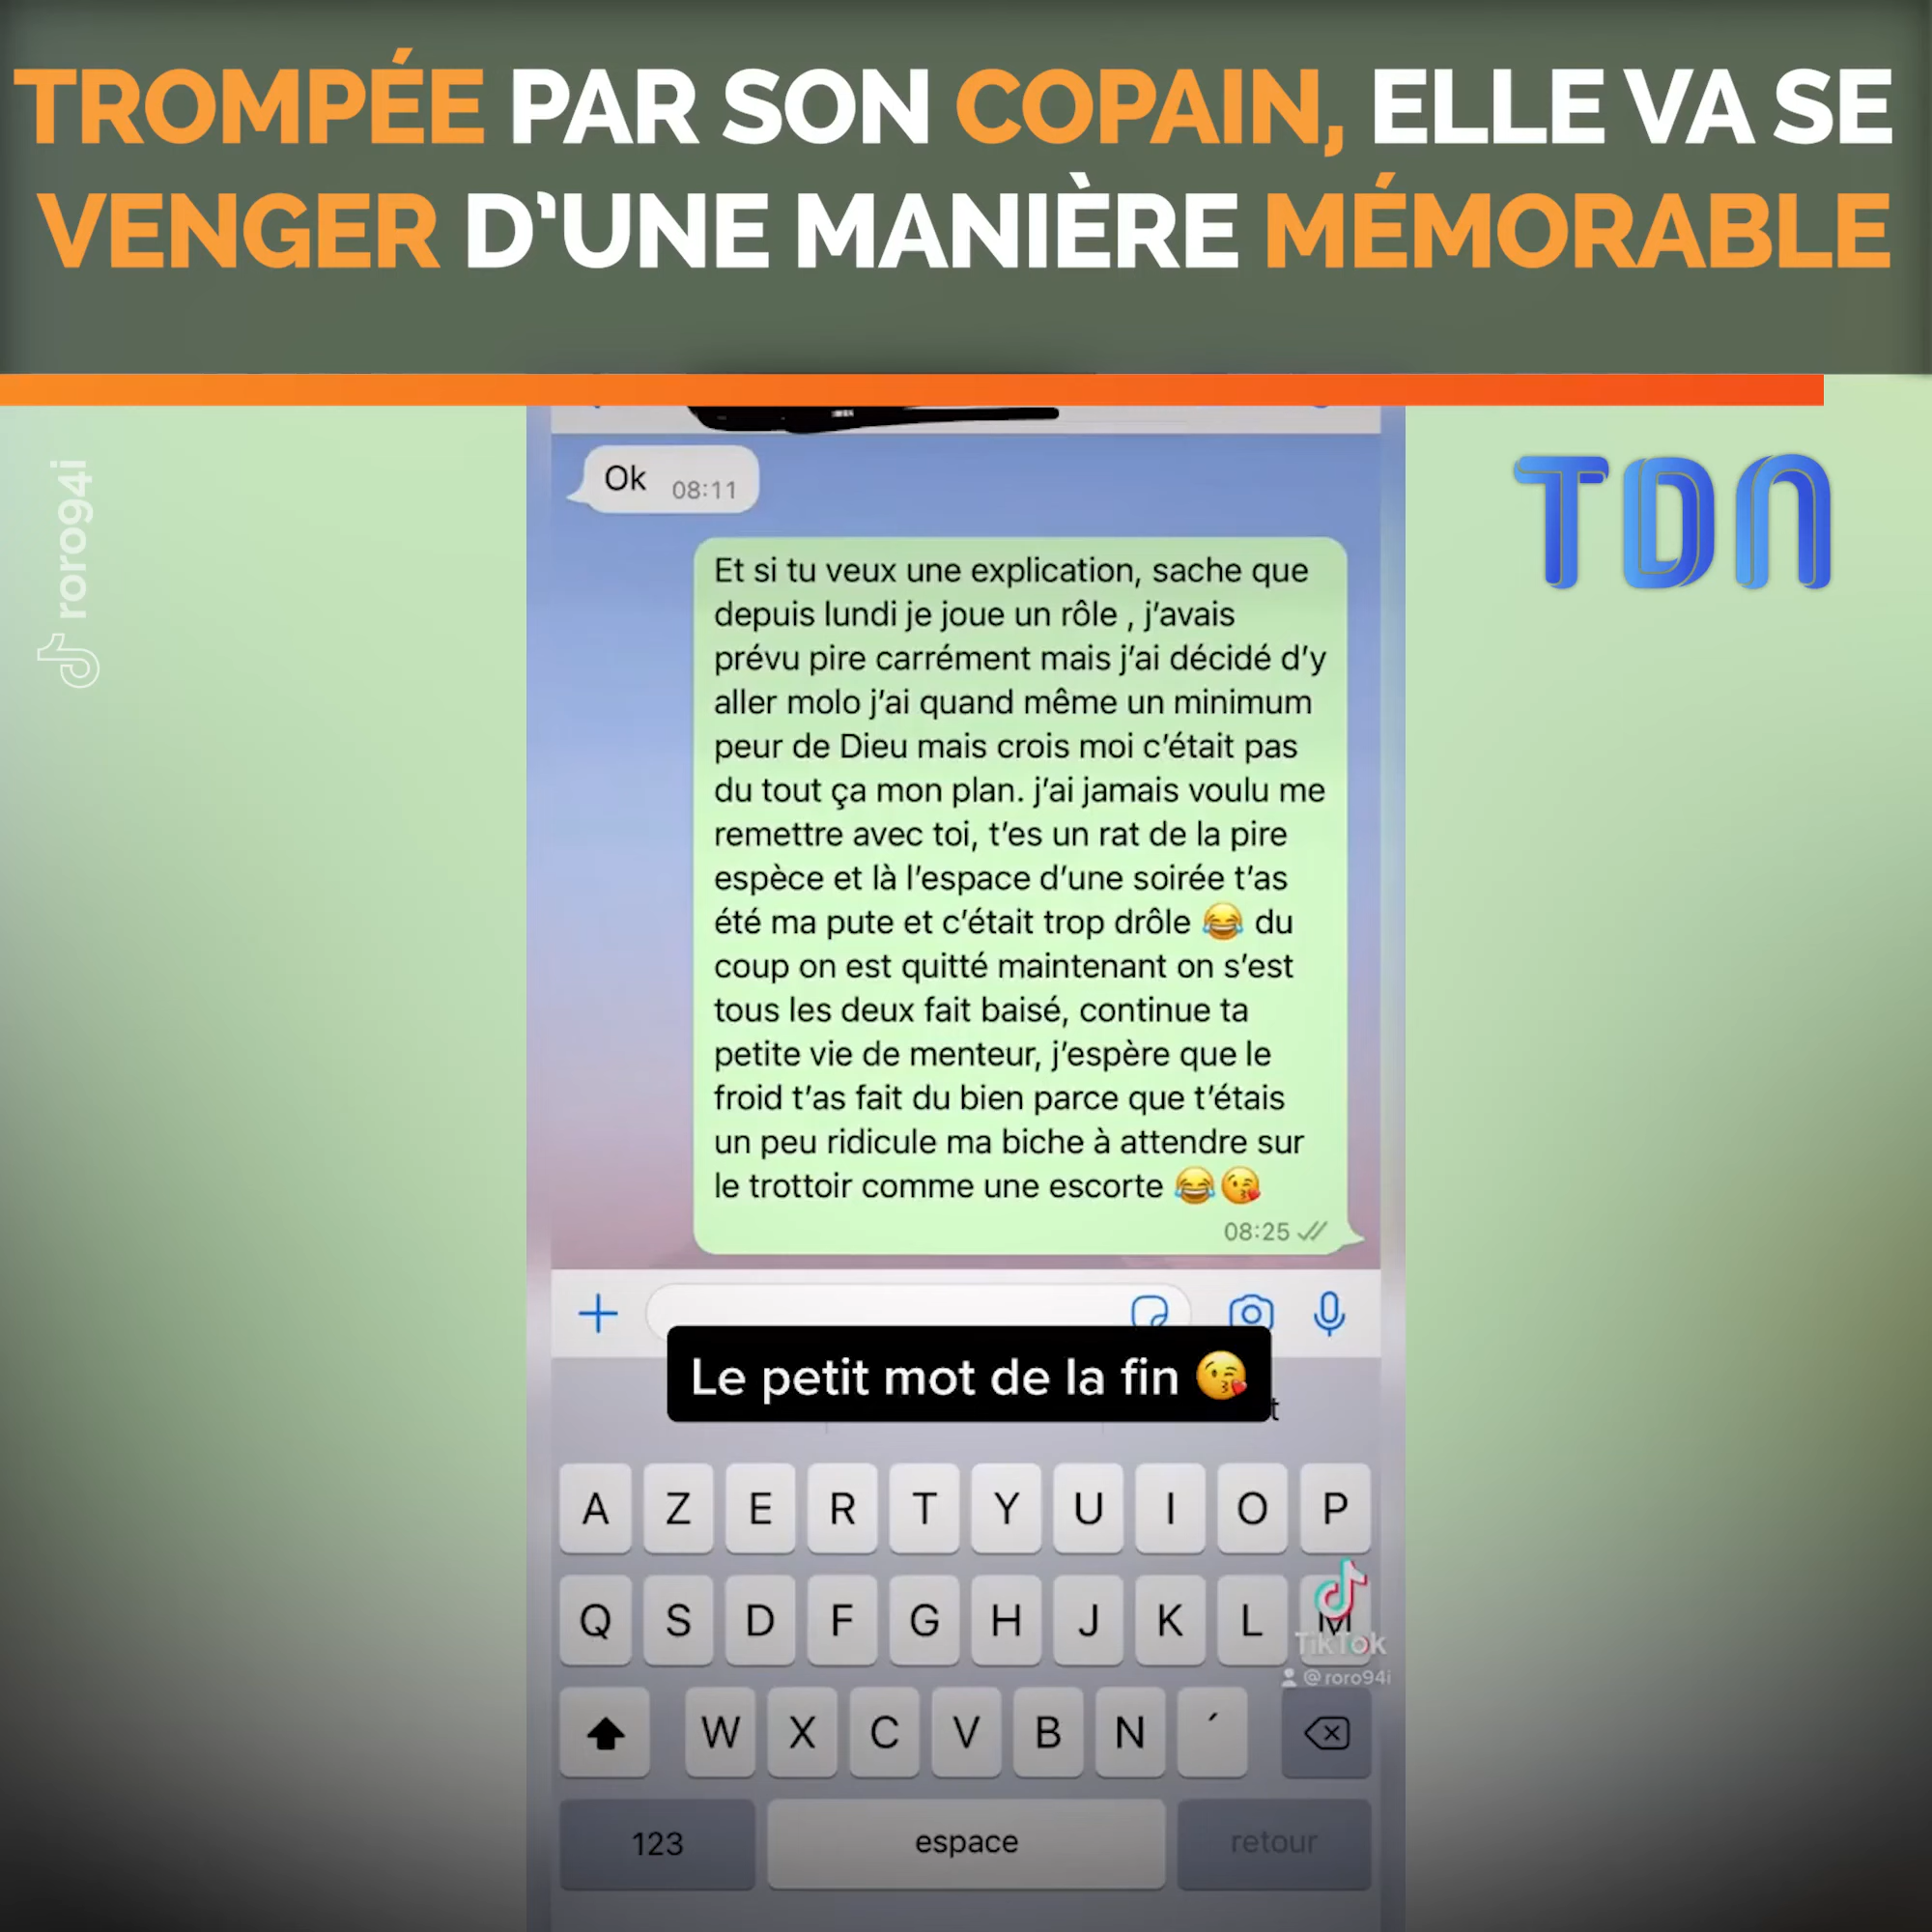 TROMPÉE PAR SON COPAIN, ELLE VA SE
VENGER D'UNE MANIÈRE MÉMORABLE
roro94i
TDN
Ok 08:11
Et si tu veux une explication, sache que
depuis lundi je joue un rôle , j'avais
prévu pire carrément mais j'ai décidé d'y
aller molo j'ai quand même un minimum
peur de Dieu mais crois moi c'était pas
du tout ça mon plan. j'ai jamais voulu me
remettre avec toi, t'es un rat de la pire
espèce et là l'espace d'une soirée t'as
été ma pute et c'était trop drôle 😂 du
coup on est quitté maintenant on s'est
tous les deux fait baisé, continue ta
petite vie de menteur, j'espère que le
froid t'as fait du bien parce que t'étais
un peu ridicule ma biche à attendre sur
le trottoir comme une escorte 😂😘
08:25
Le petit mot de la fin 😘
A Z E R T Y U I O P
Q S D F G H J K L M
TikTok
@roro94i
W X C V B N ´
123 espace retour